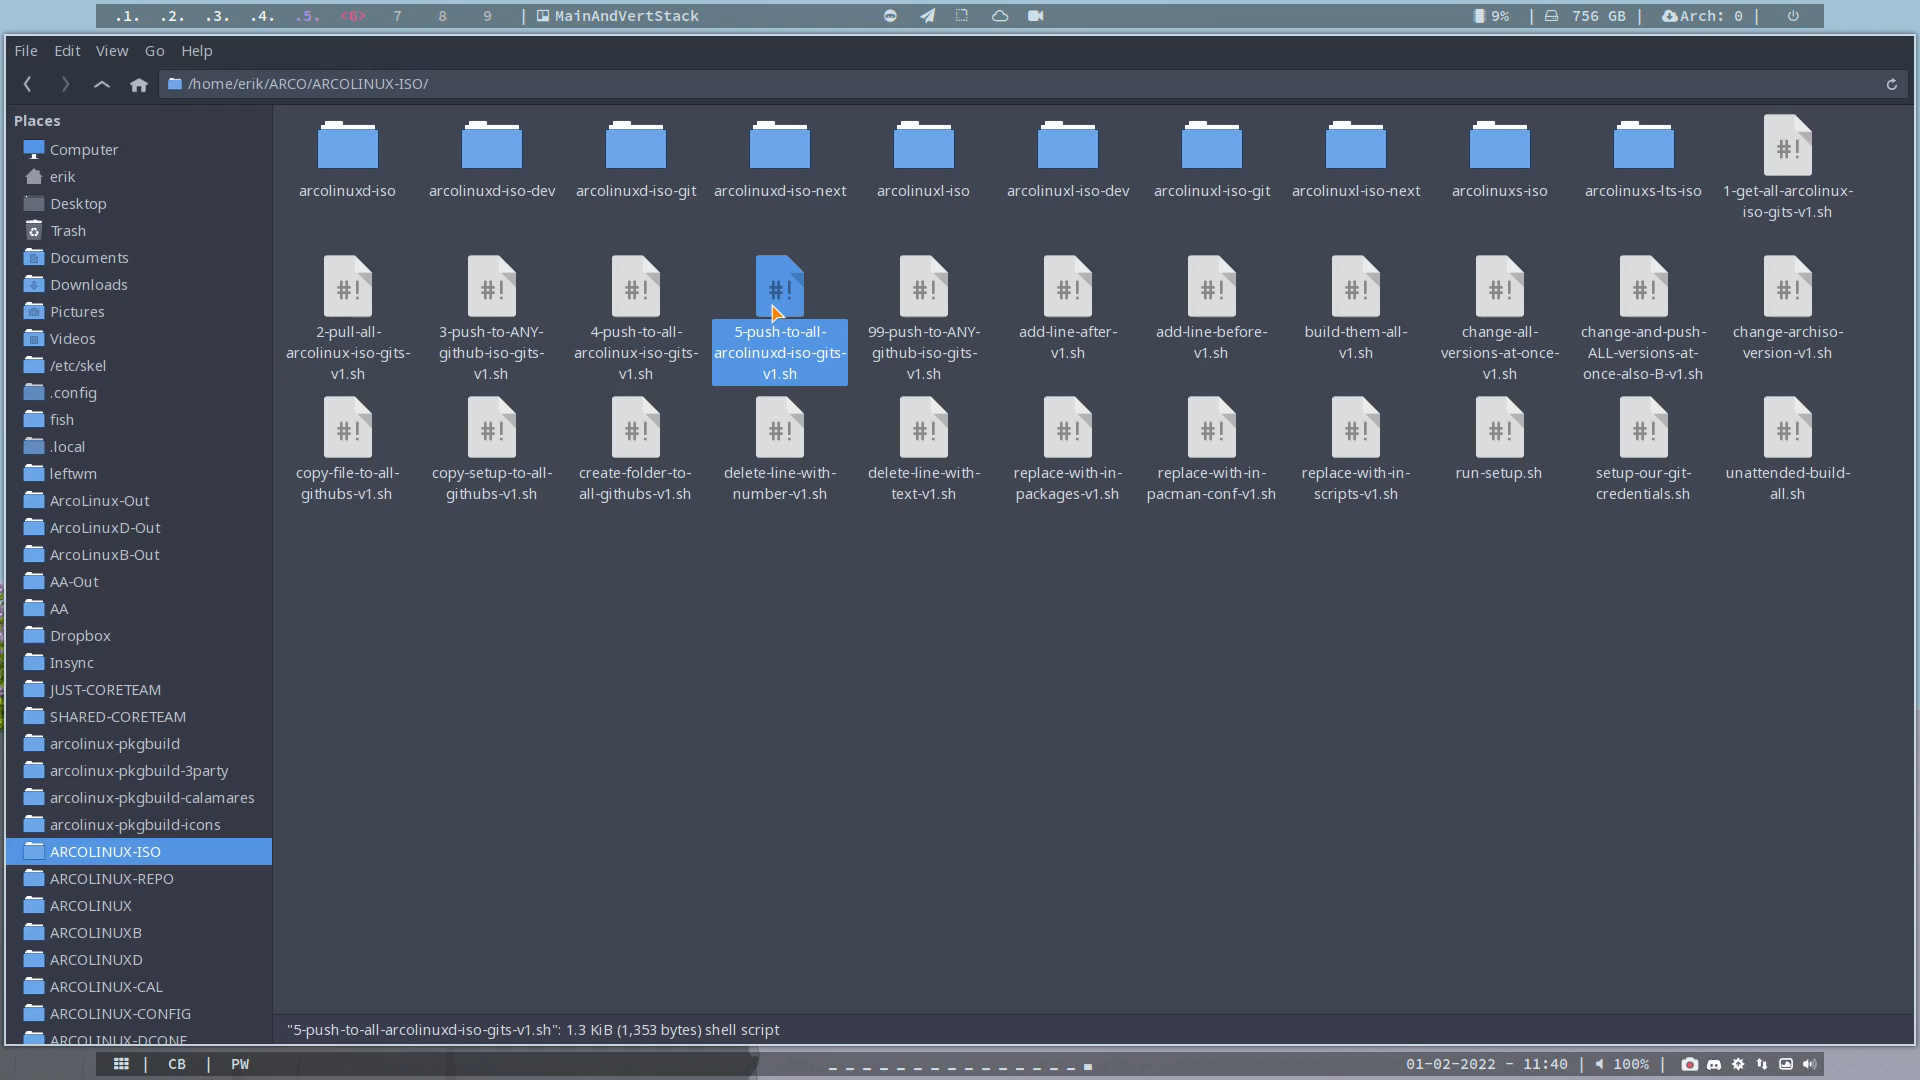 .1. .2. .3. .4. .5. <6> 7 8 9 | MainAndVertStack
9% | 756 GB | Arch: 0 |
File Edit View Go Help
/home/erik/ARCO/ARCOLINUX-ISO/
Places
Computer
erik
Desktop
Trash
Documents
Downloads
Pictures
Videos
/etc/skel
.config
fish
.local
leftwm
ArcoLinux-Out
ArcoLinuxD-Out
ArcoLinuxB-Out
AA-Out
AA
Dropbox
Insync
JUST-CORETEAM
SHARED-CORETEAM
arcolinux-pkgbuild
arcolinux-pkgbuild-3party
arcolinux-pkgbuild-calamares
arcolinux-pkgbuild-icons
ARCOLINUX-ISO
ARCOLINUX-REPO
ARCOLINUX
ARCOLINUXB
ARCOLINUXD
ARCOLINUX-CAL
ARCOLINUX-CONFIG
ARCOLINUX-DCONF
arcolinuxd-iso
arcolinuxd-iso-dev
arcolinuxd-iso-git
arcolinuxd-iso-next
arcolinuxl-iso
arcolinuxl-iso-dev
arcolinuxl-iso-git
arcolinuxl-iso-next
arcolinuxs-iso
arcolinuxs-lts-iso
#!
1-get-all-arcolinux-
iso-gits-v1.sh
#!
2-pull-all-
arcolinux-iso-gits-
v1.sh
#!
3-push-to-ANY-
github-iso-gits-
v1.sh
#!
4-push-to-all-
arcolinux-iso-gits-
v1.sh
#!
5-push-to-all-
arcolinuxd-iso-gits-
v1.sh
#!
99-push-to-ANY-
github-iso-gits-
v1.sh
#!
add-line-after-
v1.sh
#!
add-line-before-
v1.sh
#!
build-them-all-
v1.sh
#!
change-all-
versions-at-once-
v1.sh
#!
change-and-push-
ALL-versions-at-
once-also-B-v1.sh
#!
change-archiso-
version-v1.sh
#!
copy-file-to-all-
githubs-v1.sh
#!
copy-setup-to-all-
githubs-v1.sh
#!
create-folder-to-
all-githubs-v1.sh
#!
delete-line-with-
number-v1.sh
#!
delete-line-with-
text-v1.sh
#!
replace-with-in-
packages-v1.sh
#!
replace-with-in-
pacman-conf-v1.sh
#!
replace-with-in-
scripts-v1.sh
#!
run-setup.sh
#!
setup-our-git-
credentials.sh
#!
unattended-build-
all.sh
"5-push-to-all-arcolinuxd-iso-gits-v1.sh": 1.3 KiB (1,353 bytes) shell script
| CB | PW
01-02-2022 - 11:40 | 100% |